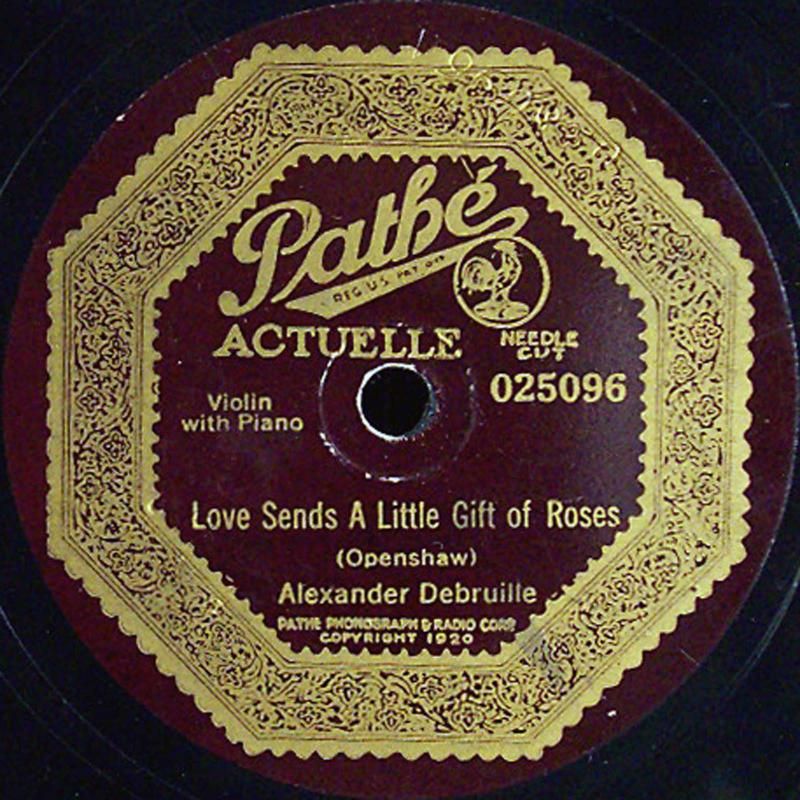 Pathé
REG. U.S. PAT. OFF.
ACTUELLE
NEEDLE
CUT
025096
Violin
with Piano
Love Sends A Little Gift of Roses
(Openshaw)
Alexander Debruille
PATHE PHONOGRAPH & RADIO CORP.
COPYRIGHT 1920